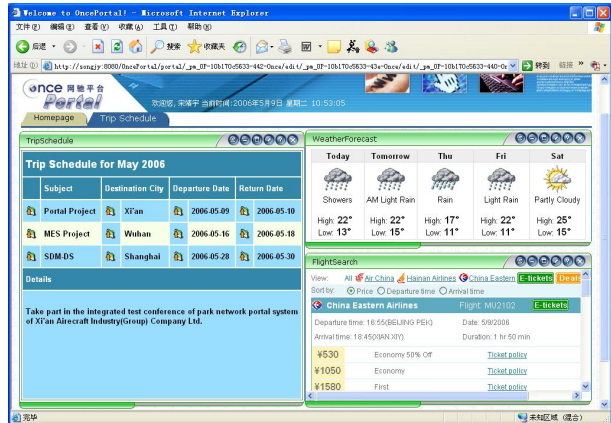 Welcome to OncePortal! - Microsoft Internet Explorer
文件(F) 编辑(E) 查看(V) 收藏(A) 工具(T) 帮助(H)
后退 搜索 收藏夹
地址(D) http://songjy:8080/OncePortal/portal/_pm_0P-10b170c5633-442-Once/edit/_pm_0P-10b170c5633-43a-Once/edit/_pm_0P-10b170c5633-440-Or 转到 链接 »
once 网驰平台
Portal
欢迎您, 宋靖宇 当前时间:2006年5月9日 星期二 10:53:05
Homepage Trip Schedule
TripSchedule
Trip Schedule for May 2006
Subject Destination City Departure Date Return Date
Portal Project Xi'an 2006-05-09 2006-05-10
MES Project Wuhan 2006-05-16 2006-05-18
SDM-DS Shanghai 2006-05-28 2006-05-30
Details
Take part in the integrated test conference of park network portal system
of Xi'an Airecraft Industry(Group) Company Ltd.
WeatherForecast
Today Tomorrow Thu Fri Sat
Showers AM Light Rain Rain Light Rain Partly Cloudy
High: 22° High: 22° High: 17° High: 22° High: 25°
Low: 13° Low: 15° Low: 11° Low: 11° Low: 15°
FlightSearch
View: All Air China Hainan Airlines China Eastern E-tickets Deals
Sort by: Price Departure time Arrival time
China Eastern Airlines Flight: MU2102 E-tickets
Departure time: 16:55(BEIJING PEK) Date: 5/9/2006
Arrival time: 18:45(XIAN XIY) Duration: 1 hr 50 min
¥530 Economy 50% Off Ticket policy
¥1050 Economy Ticket policy
¥1580 First Ticket policy
完毕 未知区域 (混合)